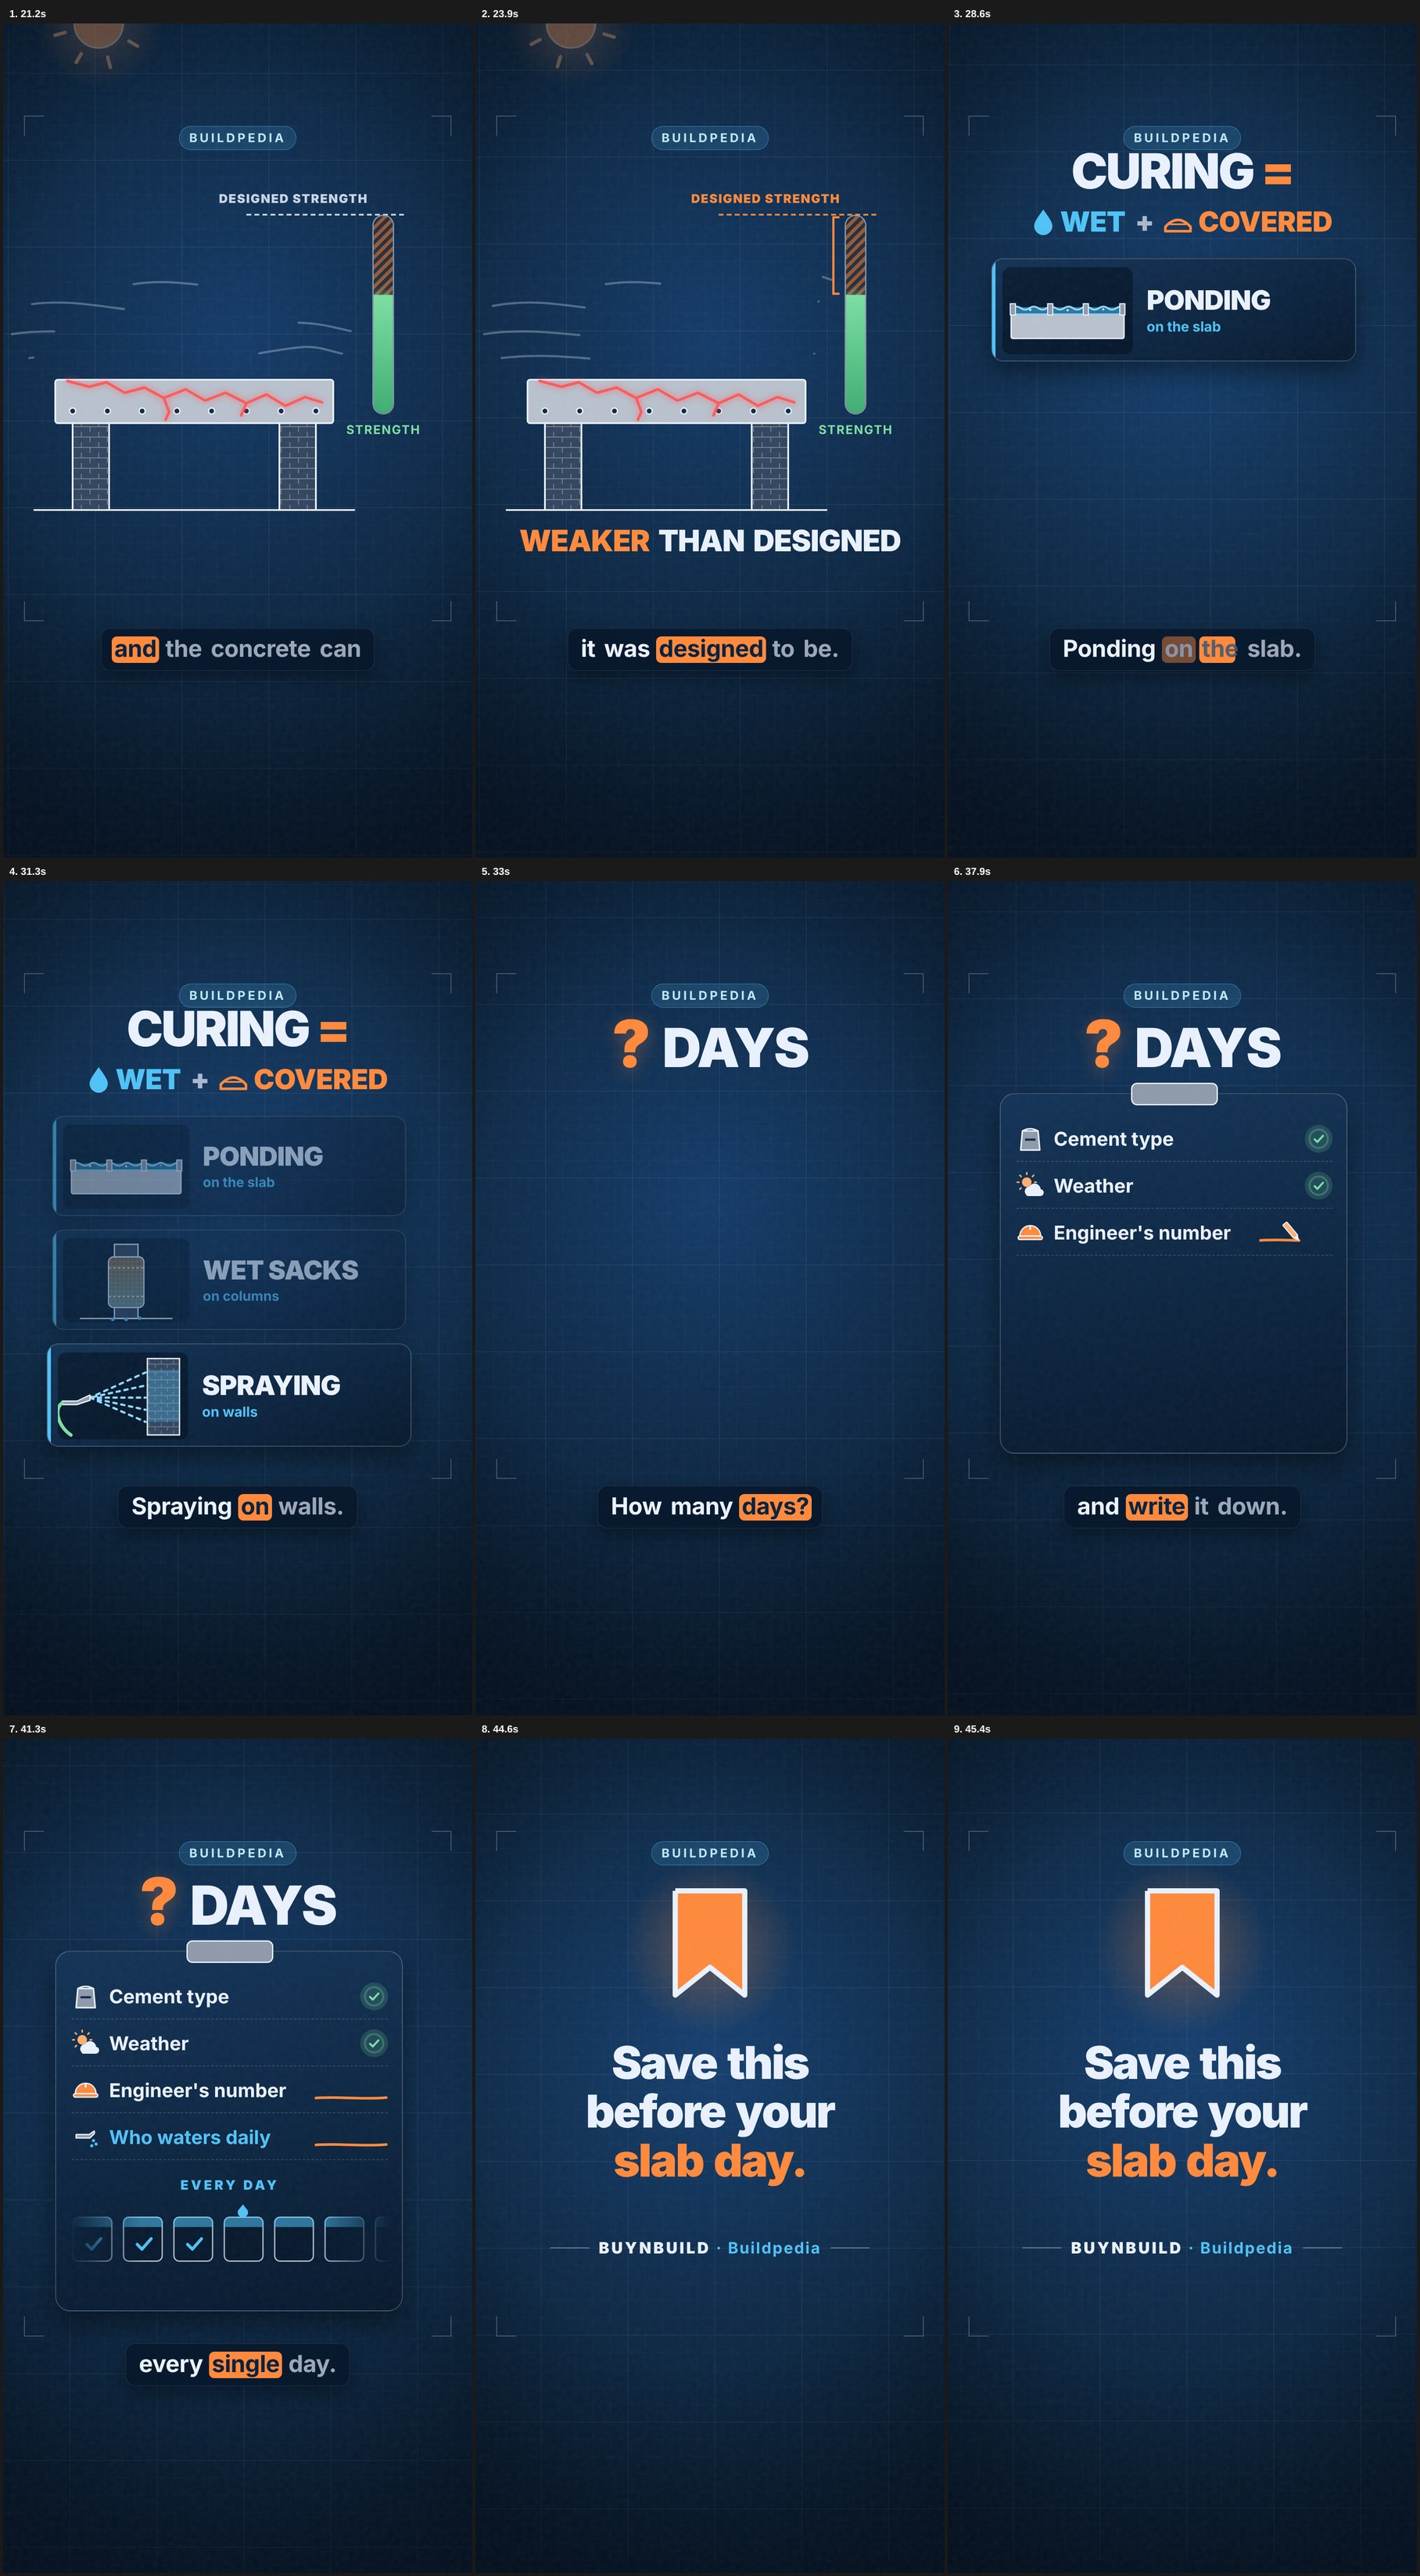 1. 21.2s
BUILDPEDIA
DESIGNED STRENGTH
STRENGTH
and the concrete can
2. 23.9s
BUILDPEDIA
DESIGNED STRENGTH
STRENGTH
WEAKER THAN DESIGNED
it was designed to be.
3. 28.6s
BUILDPEDIA
CURING =
WET + COVERED
PONDING
on the slab
Ponding on the slab.
4. 31.3s
BUILDPEDIA
CURING =
WET + COVERED
PONDING
on the slab
WET SACKS
on columns
SPRAYING
on walls
Spraying on walls.
5. 33s
BUILDPEDIA
? DAYS
How many days?
6. 37.9s
BUILDPEDIA
? DAYS
Cement type
Weather
Engineer's number
and write it down.
7. 41.3s
BUILDPEDIA
? DAYS
Cement type
Weather
Engineer's number
Who waters daily
EVERY DAY
every single day.
8. 44.6s
BUILDPEDIA
Save this
before your
slab day.
BUYNBUILD · Buildpedia
9. 45.4s
BUILDPEDIA
Save this
before your
slab day.
BUYNBUILD · Buildpedia